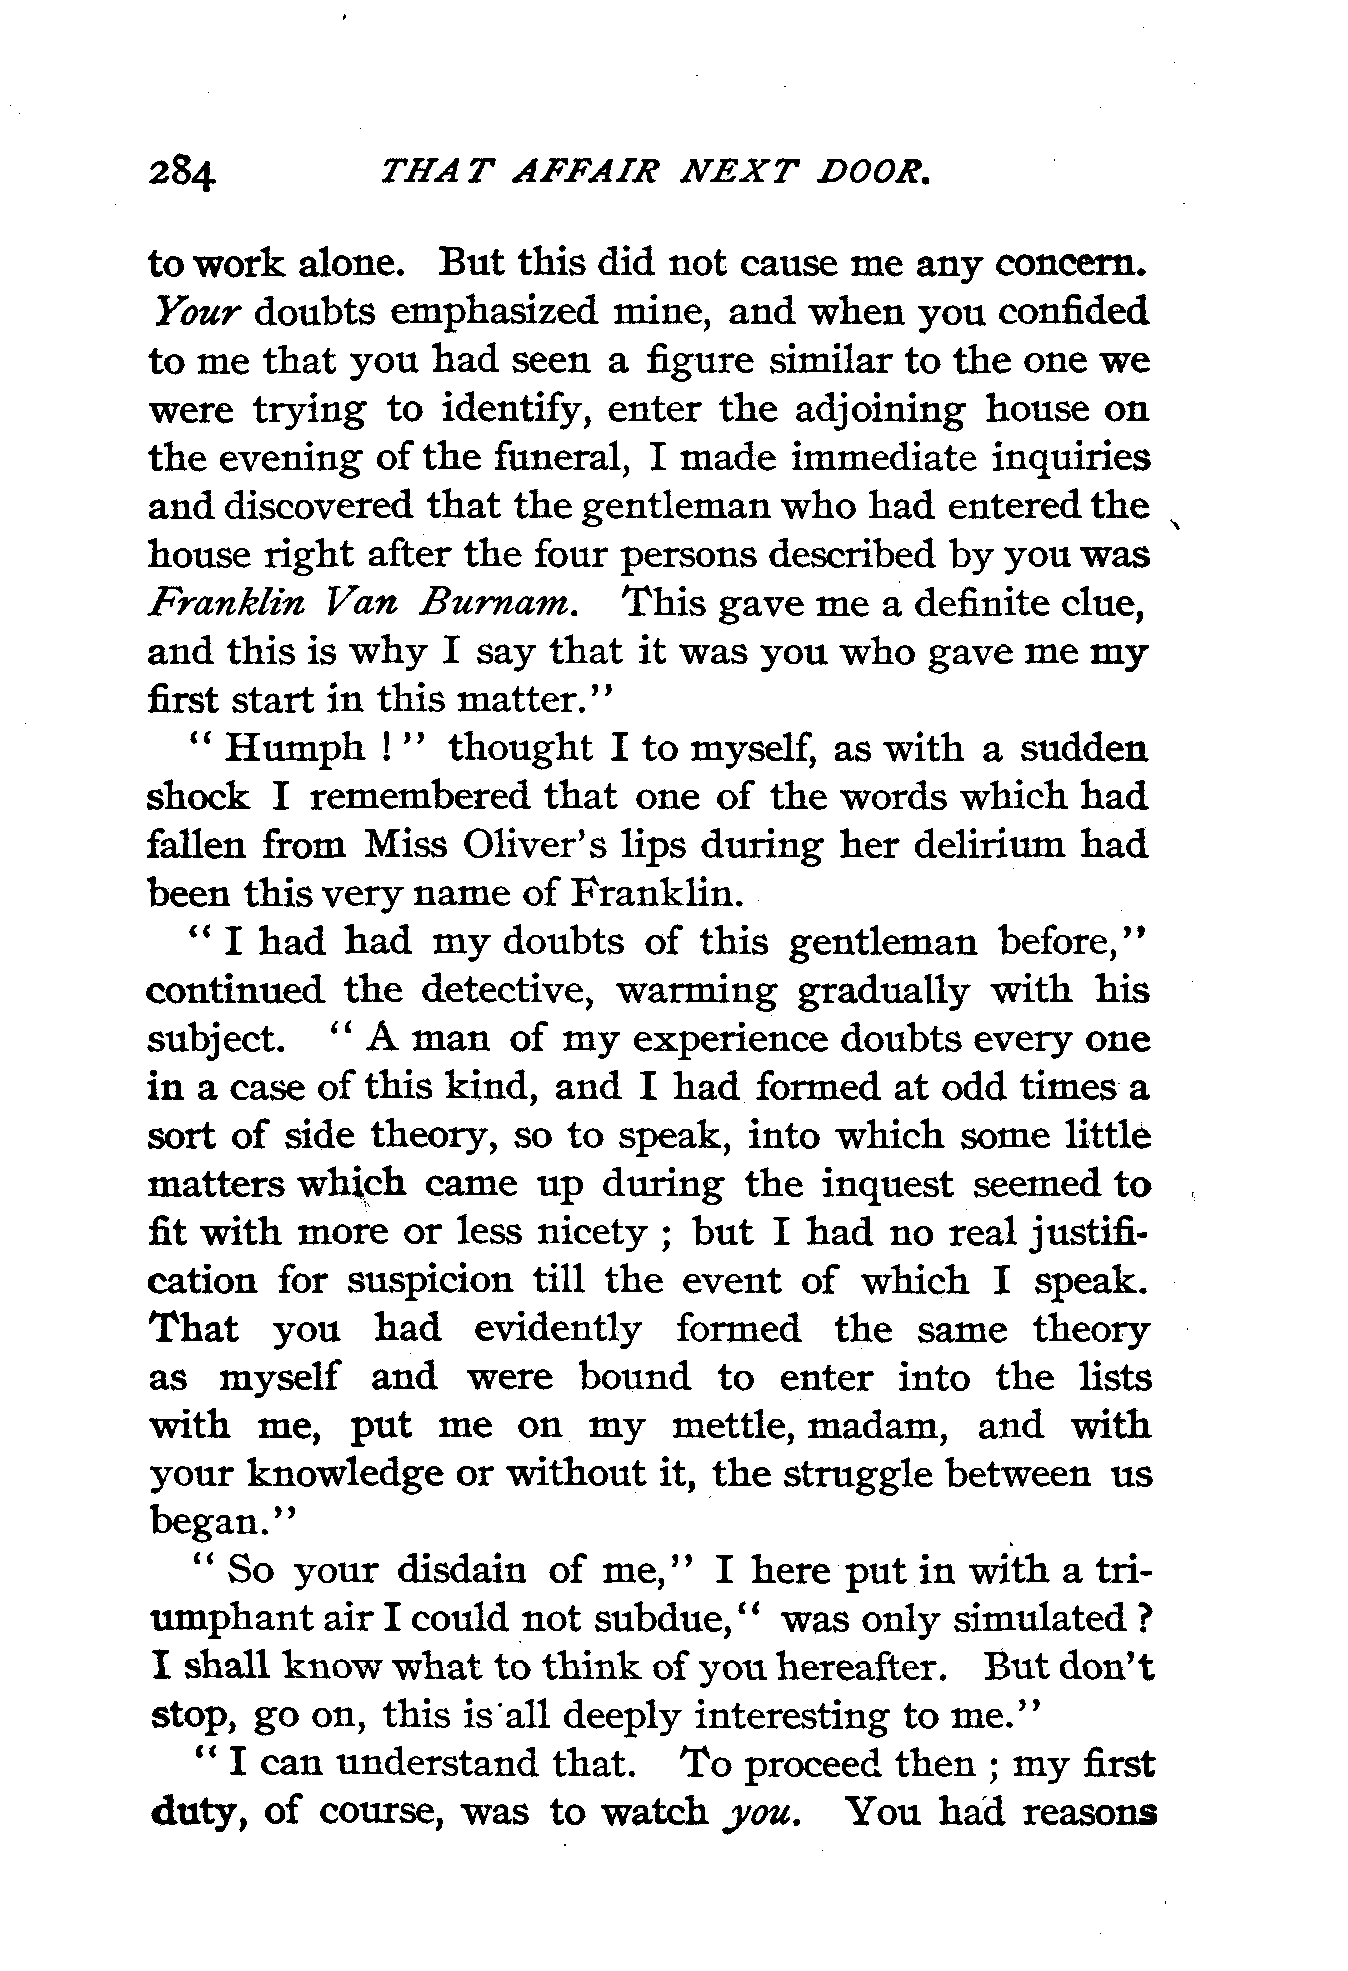 284 THAT AFFAIR NEXT DOOR.
to work alone. But this did not cause me any concern.
Your doubts emphasized mine, and when you confided
to me that you had seen a figure similar to the one we
were trying to identify, enter the adjoining house on
the evening of the funeral, I made immediate inquiries
and discovered that the gentleman who had entered the
house right after the four persons described by you was
Franklin Van Burnam. This gave me a definite clue,
and this is why I say that it was you who gave me my
first start in this matter."
" Humph ! " thought I to myself, as with a sudden
shock I remembered that one of the words which had
fallen from Miss Oliver's lips during her delirium had
been this very name of Franklin.
" I had had my doubts of this gentleman before,"
continued the detective, warming gradually with his
subject. " A man of my experience doubts every one
in a case of this kind, and I had formed at odd times a
sort of side theory, so to speak, into which some little
matters which came up during the inquest seemed to
fit with more or less nicety ; but I had no real justifi-
cation for suspicion till the event of which I speak.
That you had evidently formed the same theory
as myself and were bound to enter into the lists
with me, put me on my mettle, madam, and with
your knowledge or without it, the struggle between us
began."
" So your disdain of me," I here put in with a tri-
umphant air I could not subdue, " was only simulated ?
I shall know what to think of you hereafter. But don't
stop, go on, this is all deeply interesting to me."
" I can understand that. To proceed then ; my first
duty, of course, was to watch you. You had reasons